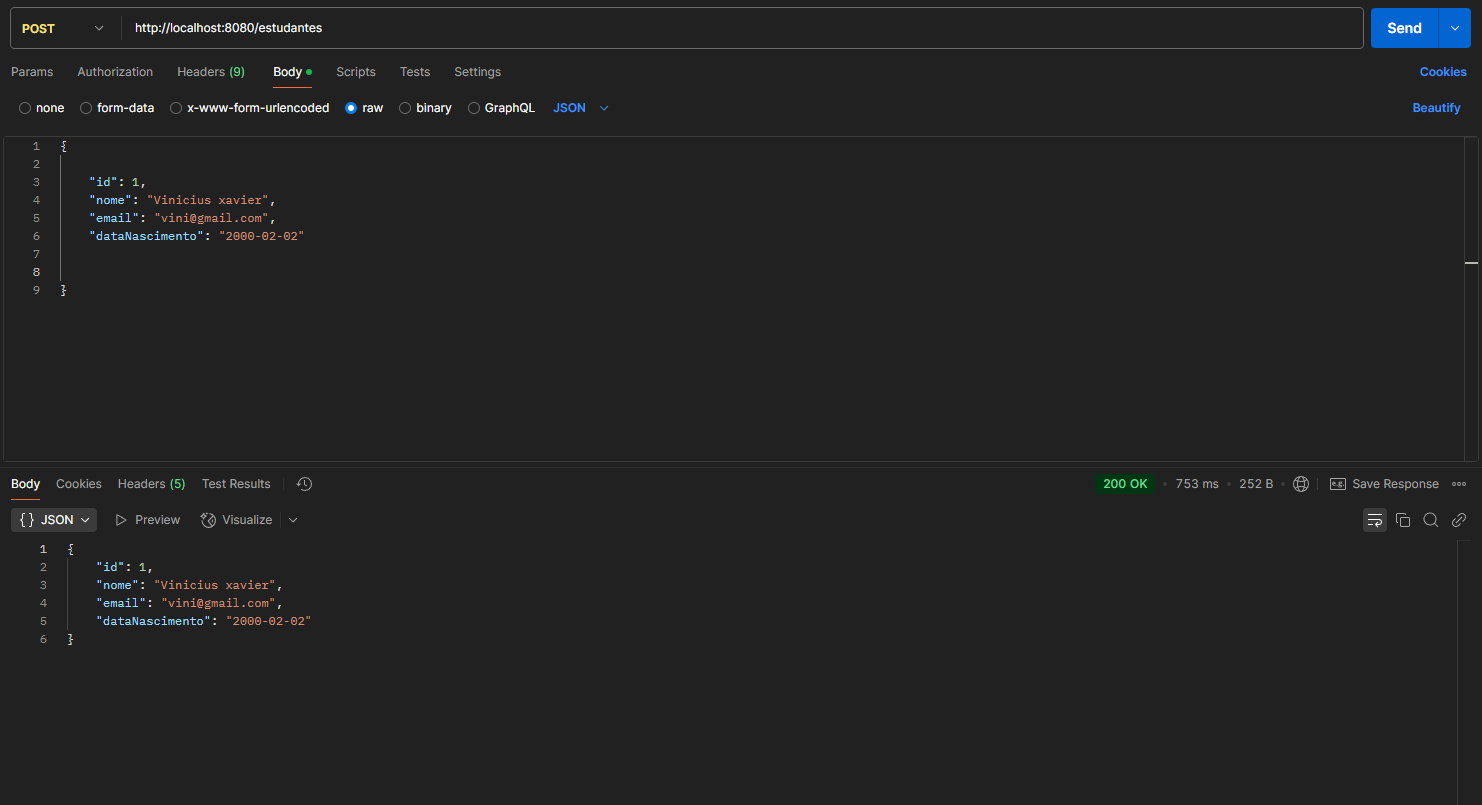 POST http://localhost:8080/estudantes Send
Params Authorization Headers (9) Body Scripts Tests Settings Cookies
none form-data x-www-form-urlencoded raw binary GraphQL JSON Beautify
1 {
2
3 "id": 1,
4 "nome": "Vinicius xavier",
5 "email": "vini@gmail.com",
6 "dataNascimento": "2000-02-02"
7
8
9 }
Body Cookies Headers (5) Test Results 200 OK • 753 ms • 252 B • e.g. Save Response
{} JSON Preview Visualize
1 {
2 "id": 1,
3 "nome": "Vinicius xavier",
4 "email": "vini@gmail.com",
5 "dataNascimento": "2000-02-02"
6 }